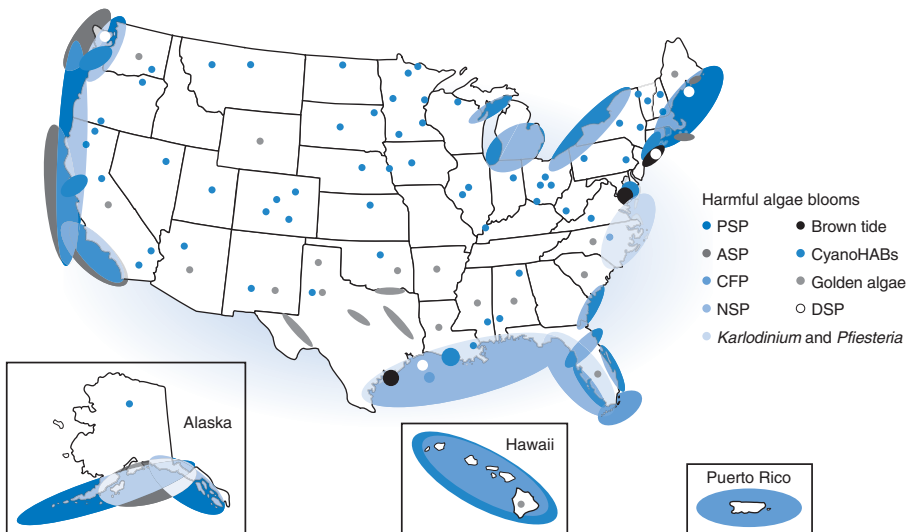 Harmful algae blooms
PSP
Brown tide
ASP
CyanoHABs
CFP
Golden algae
NSP
DSP
Karlodinium and Pfiesteria
Alaska
Hawaii
Puerto Rico